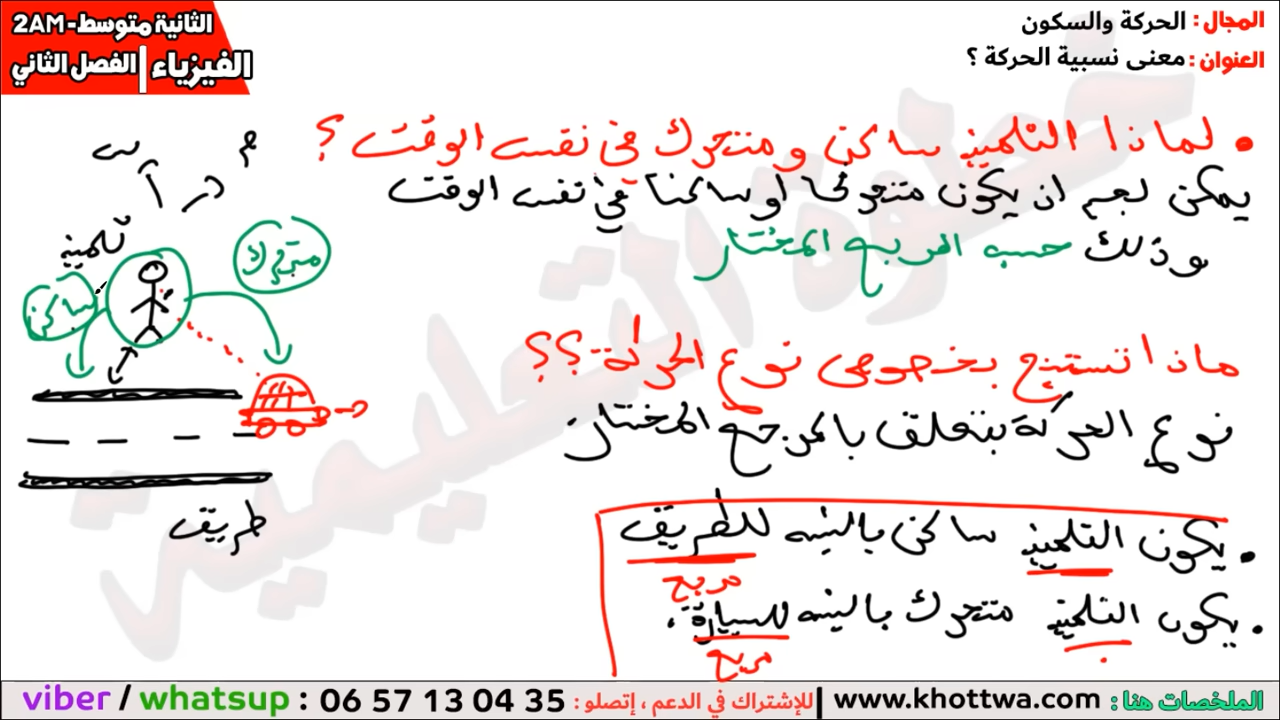 المجال : الحركة والسكون
العنوان : معنى نسبية الحركة ؟
الثانية متوسط - 2AM
الفيزياء | الفصل الثاني
• لماذا التلميذ ساكن و متحرك في نفس الوقت ؟
يمكن لجسم ان يكون متحركا او ساكنا في نفس الوقت
وذلك حسب المرجع المختار
ماذا نستنتج بخصوص نوع الحركة ؟؟
نوع الحركة يتعلق بالمرجع المختار.
• يكون التلميذ ساكن بالنسبة للطريق
مرجع
• يكون التلميذ متحرك بالنسبة للسيارة.
مرجع
تلميذ
متحرك
ساكن
طريق
خطوة التعليمية
الملخصات هنا : www.khottwa.com | للإشتراك في الدعم ، إتصلو : viber / whatsup : 06 57 13 04 35